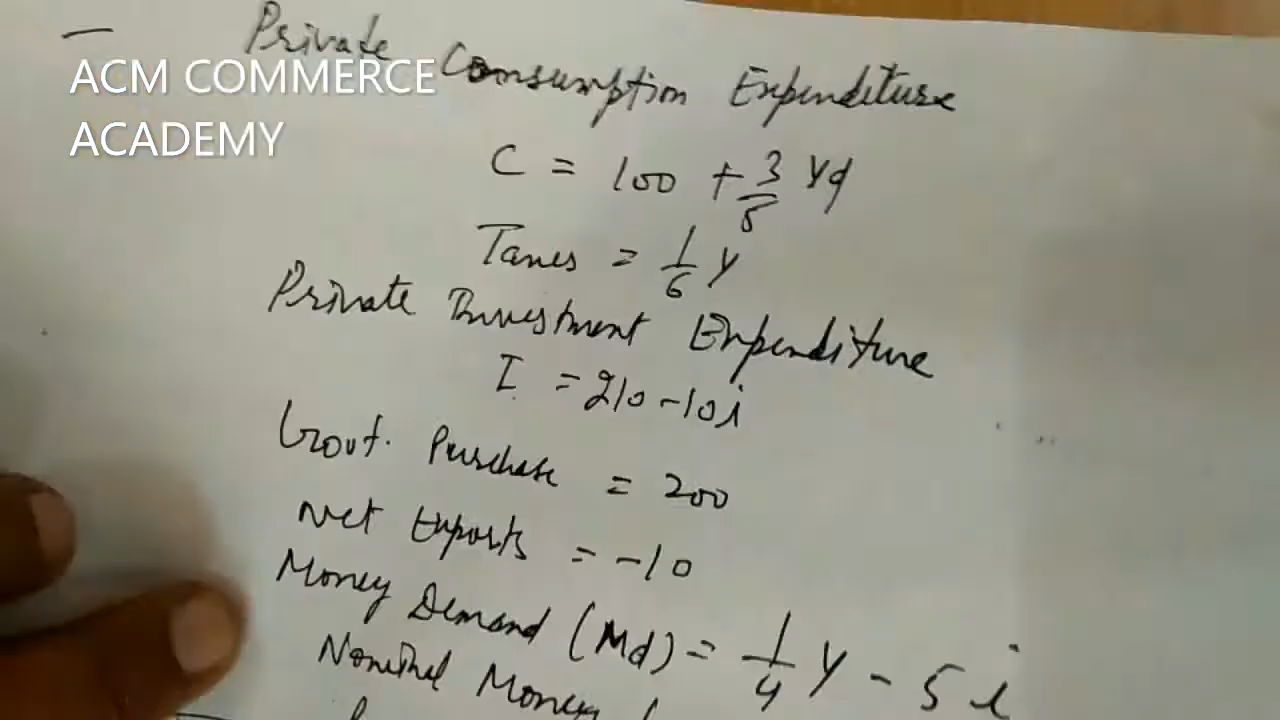 Private Consumption Expenditure
ACM COMMERCE
ACADEMY
C = 100 + 3/5 Yd
Taxes = 1/6 Y
Private Investment Expenditure
I = 210 - 10i
Govt. Purchase = 200
Net Exports = -10
Money Demand (Md) = 1/4 Y - 5i
Nominal Money